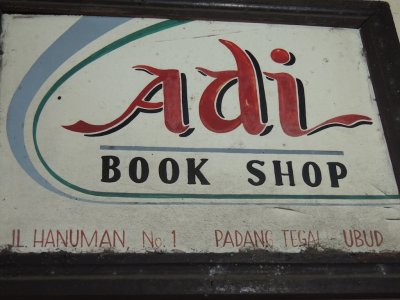 Adi
BOOK SHOP
JL. HANUMAN, No. 1 PADANG TEGAL UBUD